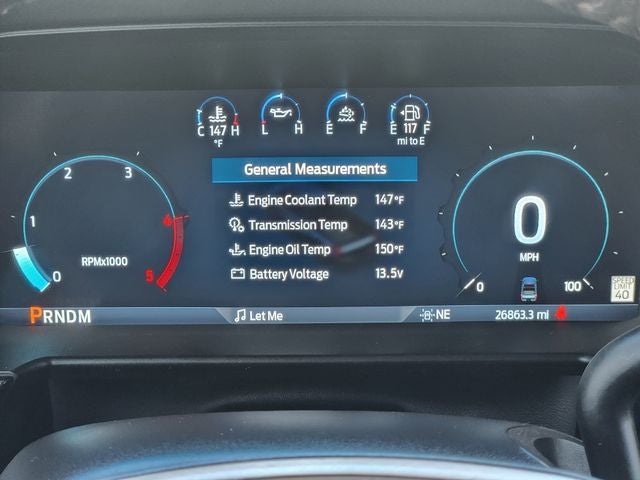 C 147 H
°F
L H
E F
E 117 F
mi to E
General Measurements
Engine Coolant Temp 147°F
Transmission Temp 143°F
Engine Oil Temp 150°F
Battery Voltage 13.5v
0 1 2 3 4 5
RPMx1000
0
MPH
0 100
SPEED
LIMIT
40
PRNDM
Let Me
NE
26863.3 mi